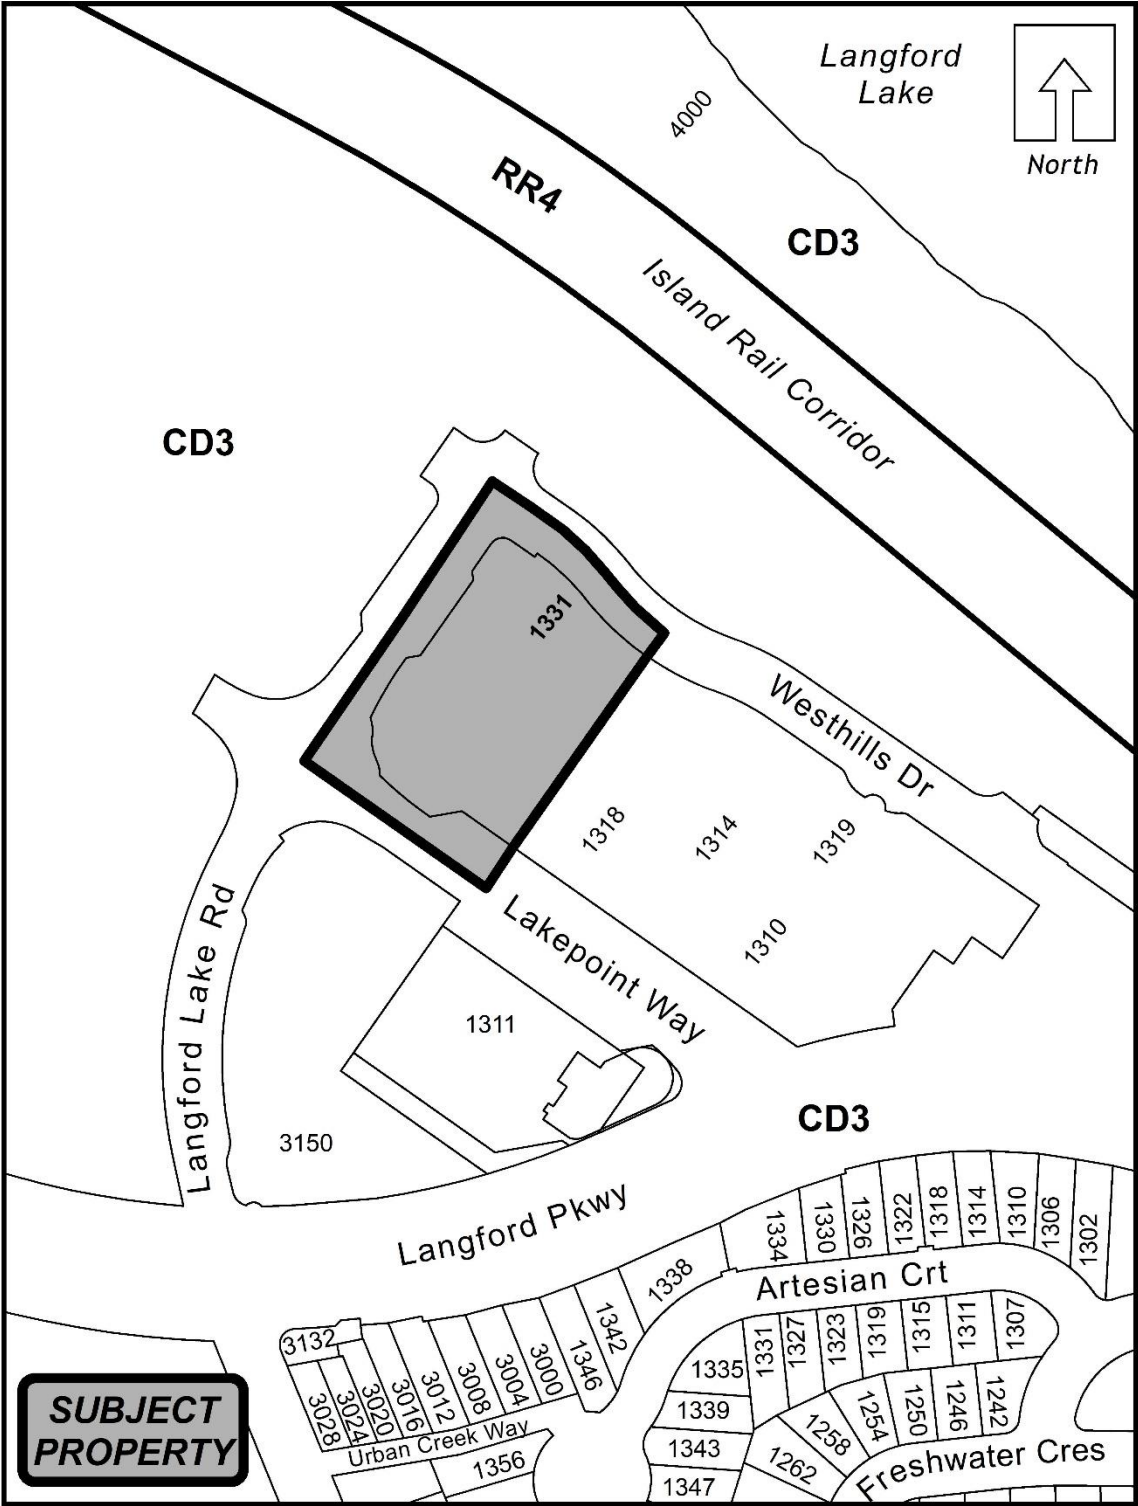 Langford
Lake
North
4000
RR4
CD3
Island Rail Corridor
CD3
1331
Westhills Dr
1318
1314
1319
1310
Langford Lake Rd
Lakepoint Way
1311
3150
CD3
Langford Pkwy
1334
1330
1326
1322
1318
1314
1310
1306
1302
1338
Artesian Crt
1342
1346
3132
3028
3024
3020
3016
3012
3008
3004
3000
1331
1327
1323
1319
1315
1311
1307
1335
1339
1343
1347
1262
1258
1254
1250
1246
1242
Urban Creek Way
1356
Freshwater Cres
SUBJECT
PROPERTY